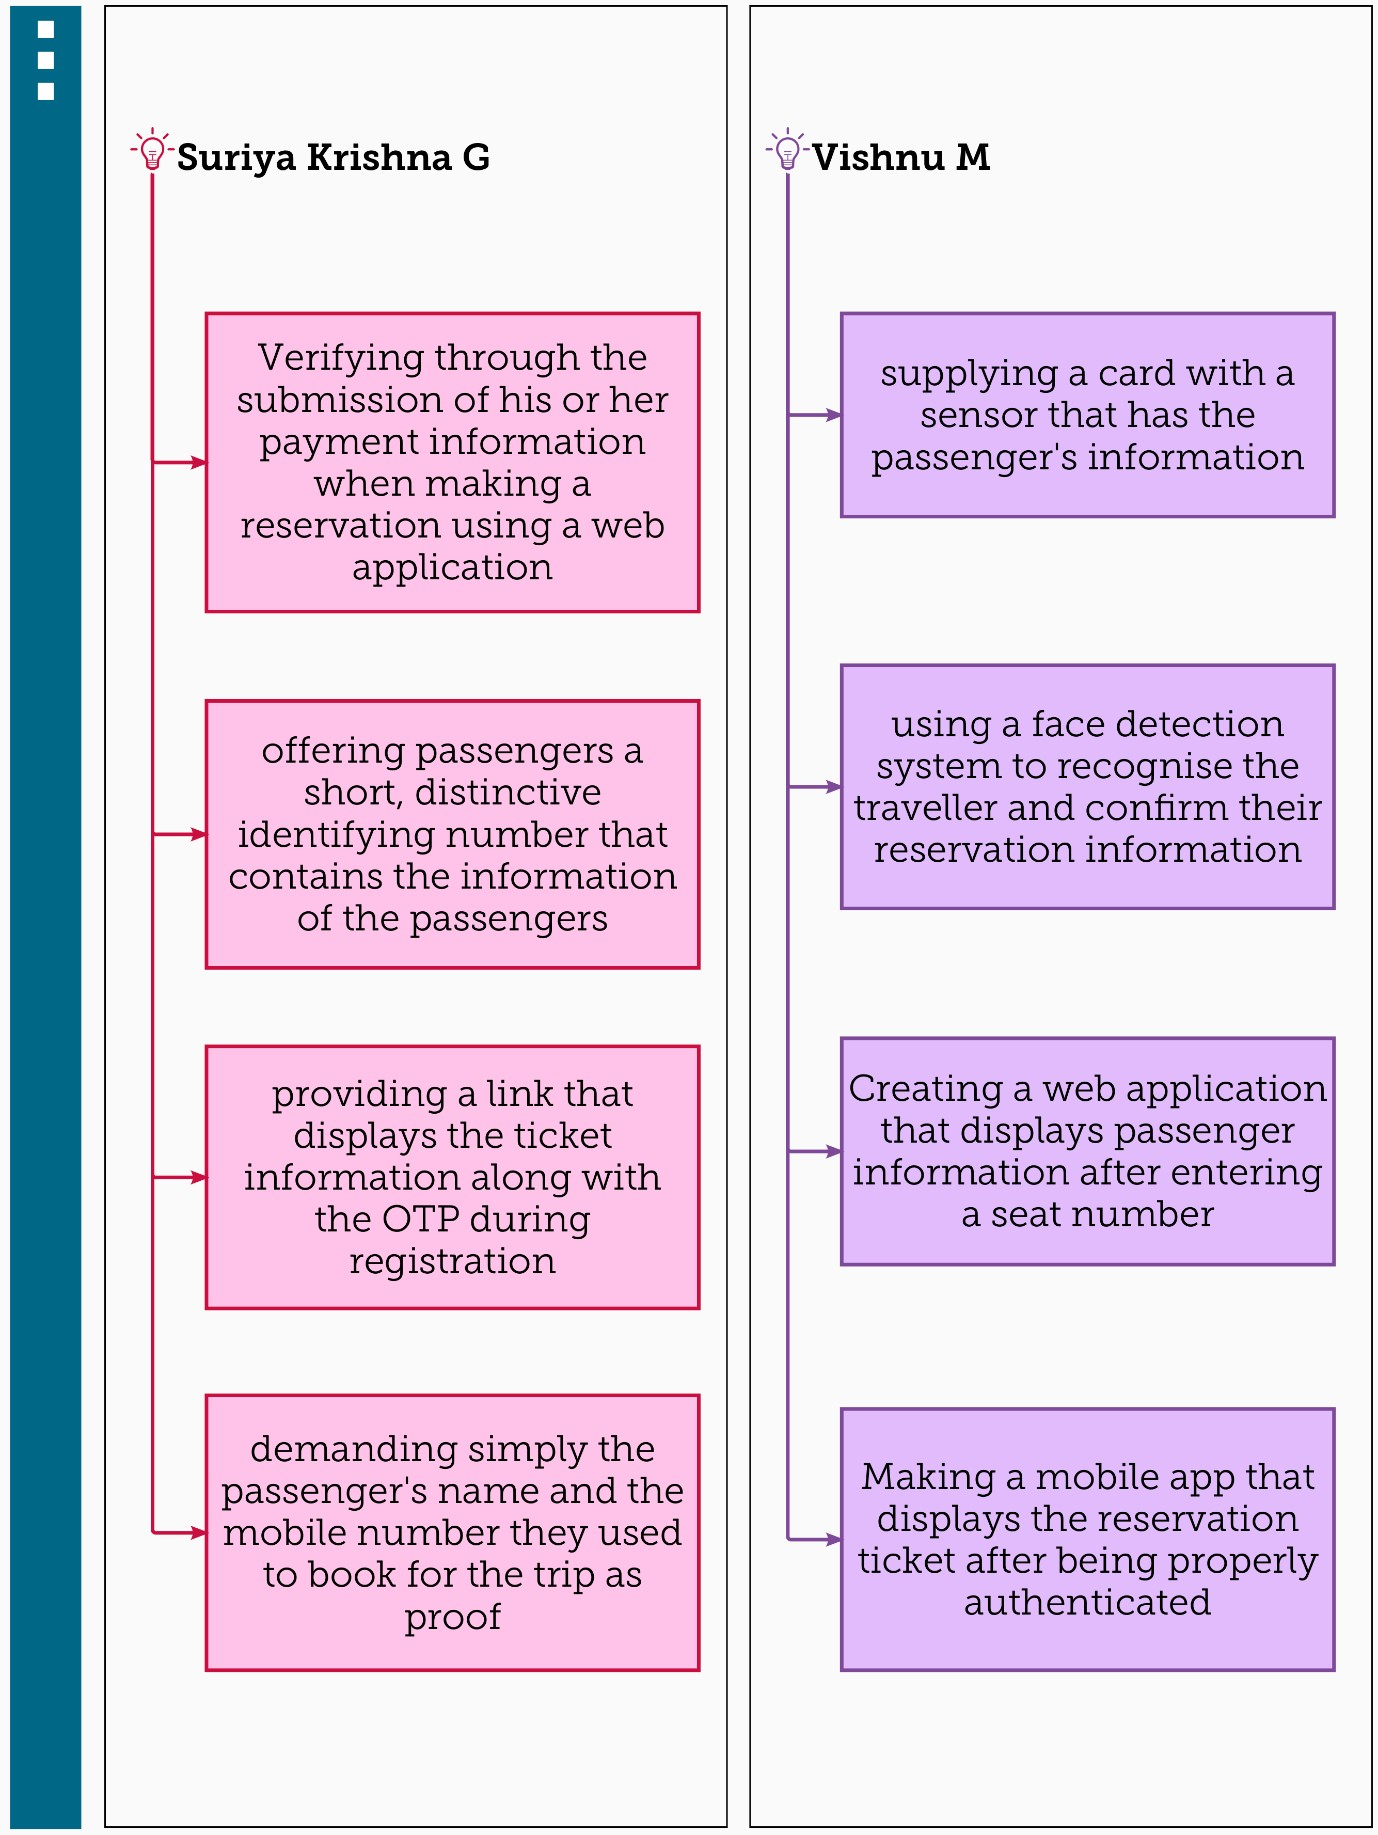 Suriya Krishna G
Verifying through the
submission of his or her
payment information
when making a
reservation using a web
application
offering passengers a
short, distinctive
identifying number that
contains the information
of the passengers
providing a link that
displays the ticket
information along with
the OTP during
registration
demanding simply the
passenger's name and the
mobile number they used
to book for the trip as
proof
Vishnu M
supplying a card with a
sensor that has the
passenger's information
using a face detection
system to recognise the
traveller and confirm their
reservation information
Creating a web application
that displays passenger
information after entering
a seat number
Making a mobile app that
displays the reservation
ticket after being properly
authenticated